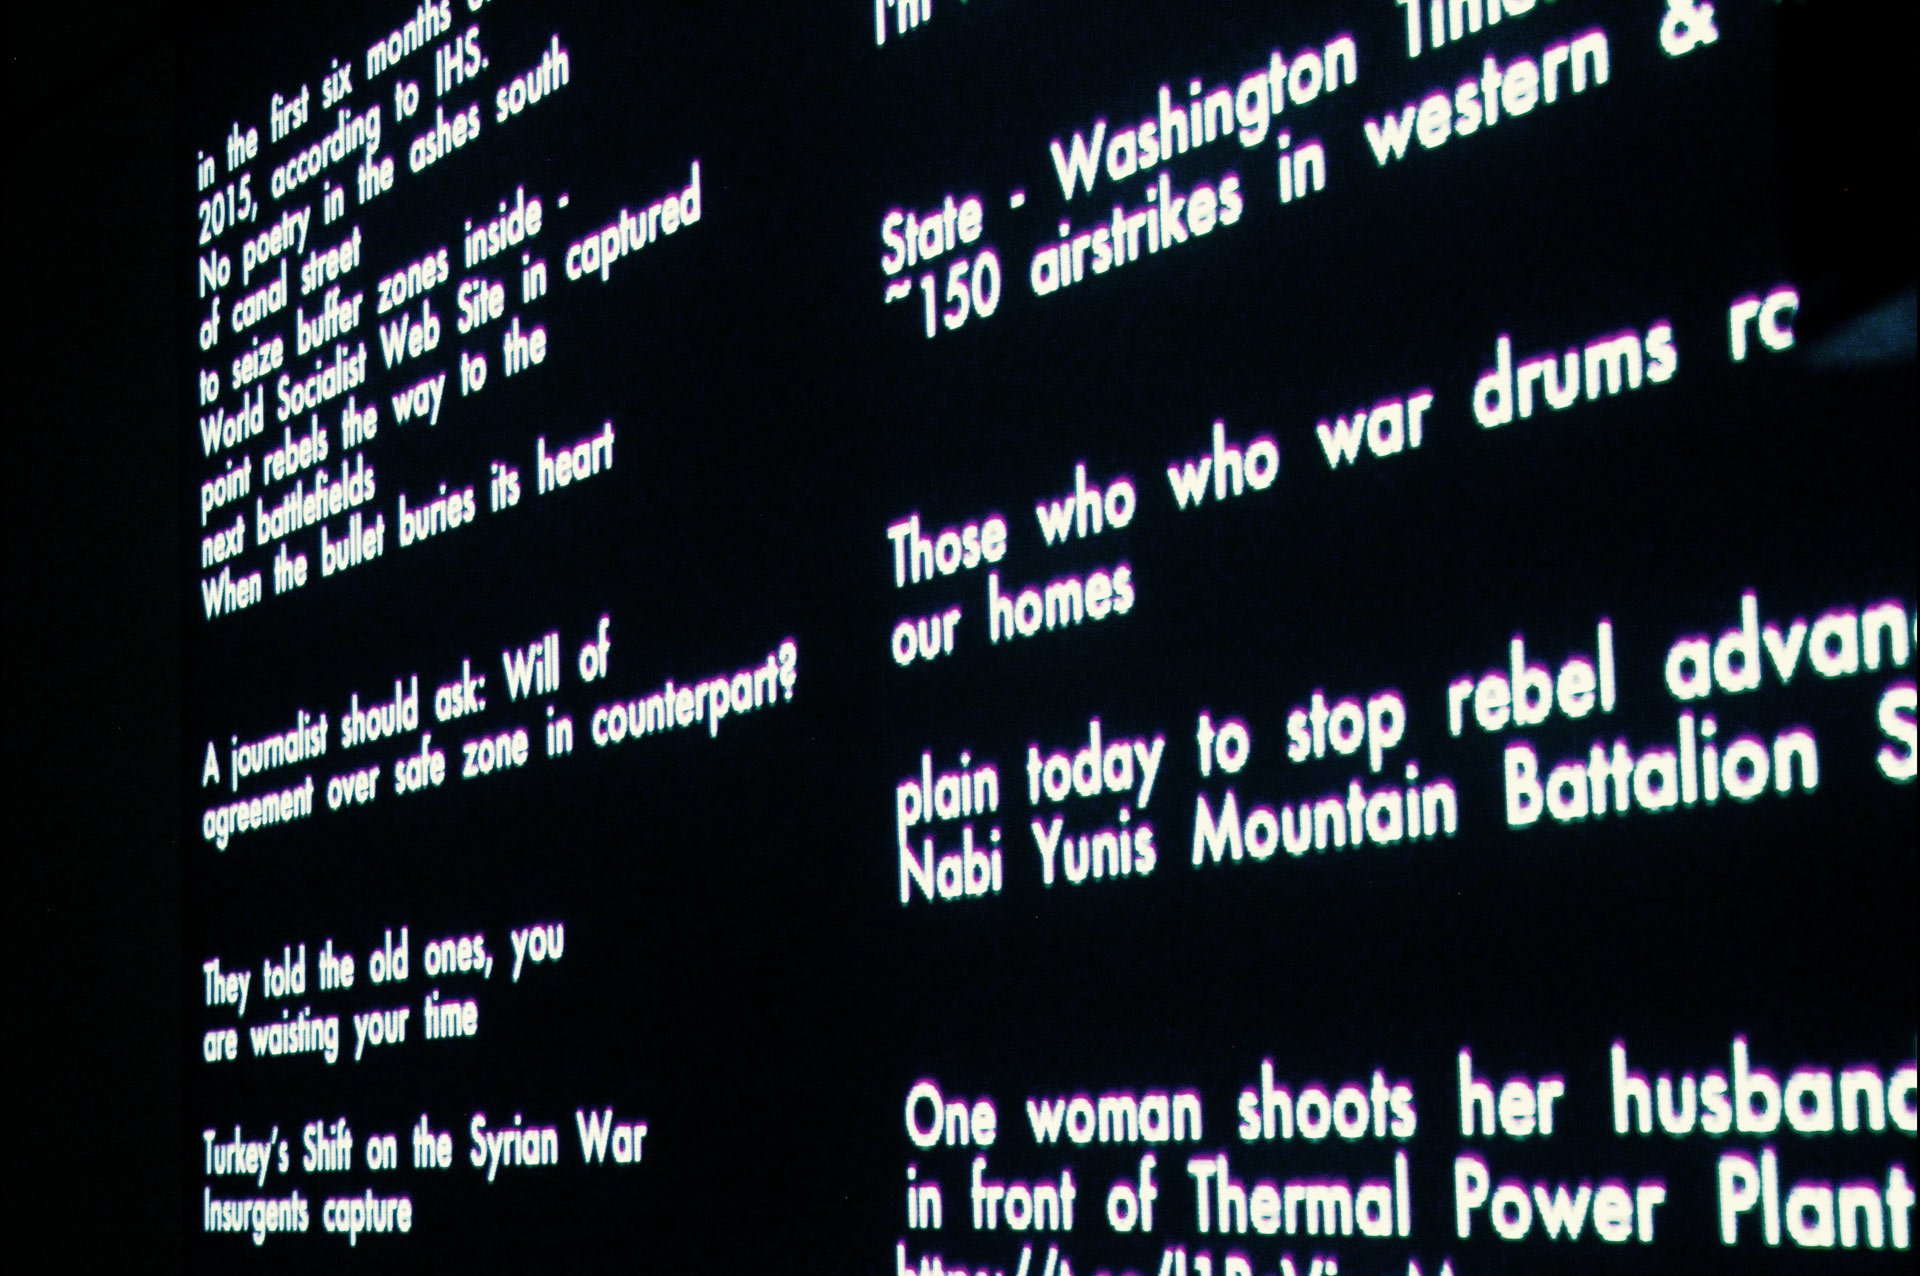 in the first six months
2015, according to IHS.
No poetry in the ashes south
of canal street
to seize buffer zones inside -
World Socialist Web Site in captured
point rebels the way to the
next battlefields
When the bullet buries its heart
A journalist should ask: Will of
agreement over safe zone in counterpart?
They told the old ones, you
are waisting your time
Turkey's Shift on the Syrian War
Insurgents capture
I'm
State - Washington
~150 airstrikes in western &
Those who who war drums
our homes
plain today to stop rebel
Nabi Yunis Mountain Battalion
One woman shoots her
in front of Thermal Power Plant